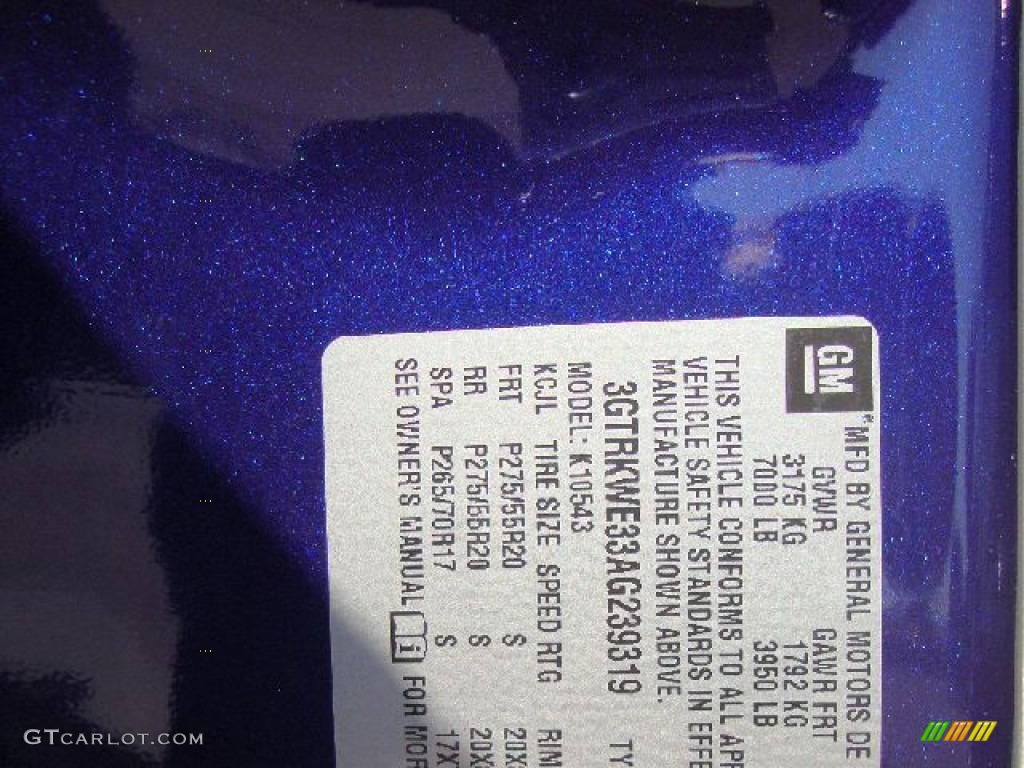 GM
*MFD BY GENERAL MOTORS DE
GVWR GAWR FRT
3175 KG 1792 KG
7000 LB 3950 LB
THIS VEHICLE CONFORMS TO ALL APP
VEHICLE SAFETY STANDARDS IN EFFE
MANUFACTURE SHOWN ABOVE.
3GTRKWE33AG239319 TY
MODEL: K10543
KCJL TIRE SIZE SPEED RTG RIM
FRT P275/55R20 S 20X
RR P275/55R20 S 20X
SPA P265/70R17 S 17X
SEE OWNER'S MANUAL i FOR MOR
GTCARLOT.COM